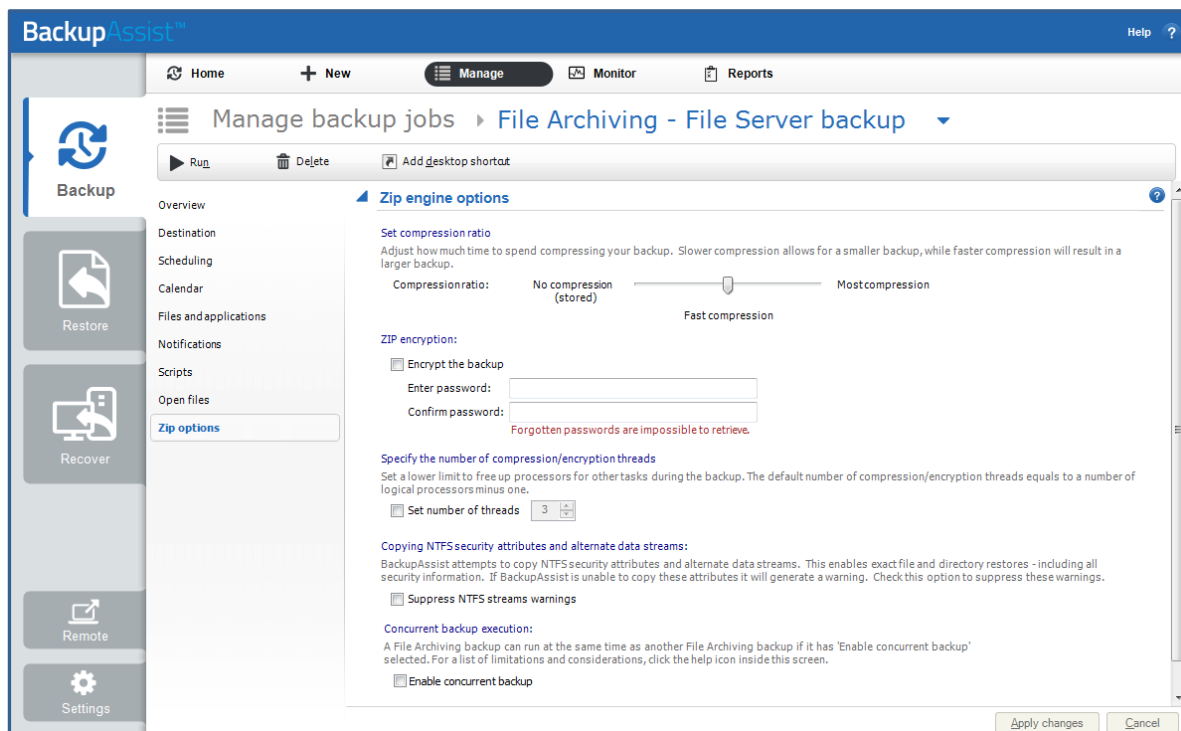 BackupAssist™
Help ?
Home New Manage Monitor Reports
Manage backup jobs File Archiving - File Server backup
Run Delete Add desktop shortcut
Backup
Restore
Recover
Remote
Settings
Overview
Destination
Scheduling
Calendar
Files and applications
Notifications
Scripts
Open files
Zip options
Zip engine options ?
Set compression ratio
Adjust how much time to spend compressing your backup. Slower compression allows for a smaller backup, while faster compression will result in a
larger backup.
Compression ratio: No compression Most compression
(stored)
Fast compression
ZIP encryption:
Encrypt the backup
Enter password:
Confirm password:
Forgotten passwords are impossible to retrieve.
Specify the number of compression/encryption threads
Set a lower limit to free up processors for other tasks during the backup. The default number of compression/encryption threads equals to a number of
logical processors minus one.
Set number of threads 3
Copying NTFS security attributes and alternate data streams:
BackupAssist attempts to copy NTFS security attributes and alternate data streams. This enables exact file and directory restores - including all
security information. If BackupAssist is unable to copy these attributes it will generate a warning. Check this option to suppress these warnings.
Suppress NTFS streams warnings
Concurrent backup execution:
A File Archiving backup can run at the same time as another File Archiving backup if it has 'Enable concurrent backup'
selected. For a list of limitations and considerations, click the help icon inside this screen.
Enable concurrent backup
Apply changes Cancel